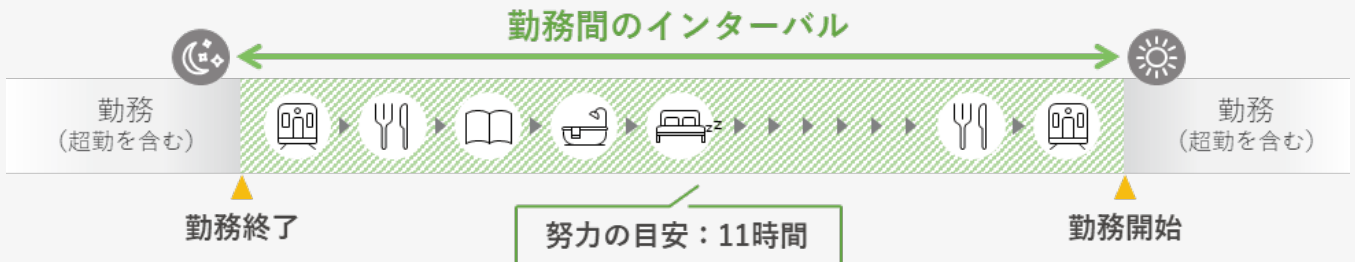 勤務間のインターバル
勤務
（超勤を含む）
zZ
勤務
（超勤を含む）
勤務終了
努力の目安：11時間
勤務開始